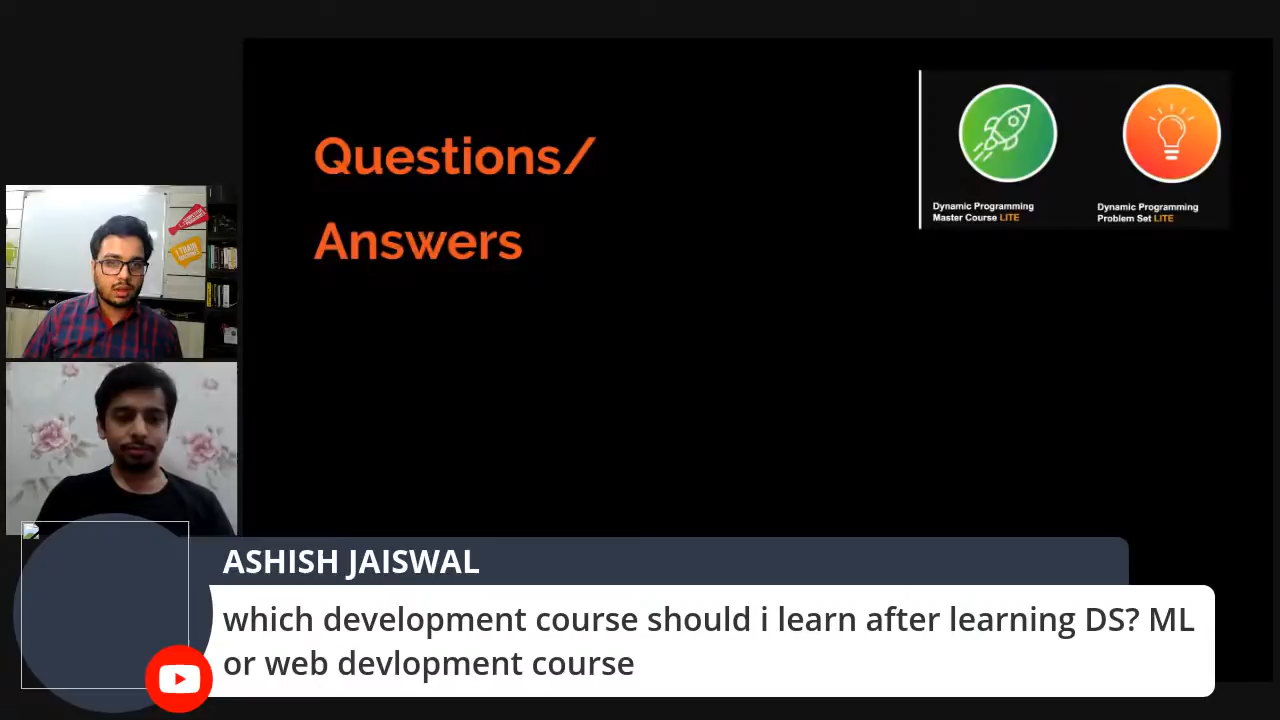 Questions/
Answers
Dynamic Programming
Master Course LITE
Dynamic Programming
Problem Set LITE
ASHISH JAISWAL
which development course should i learn after learning DS? ML
or web devlopment course